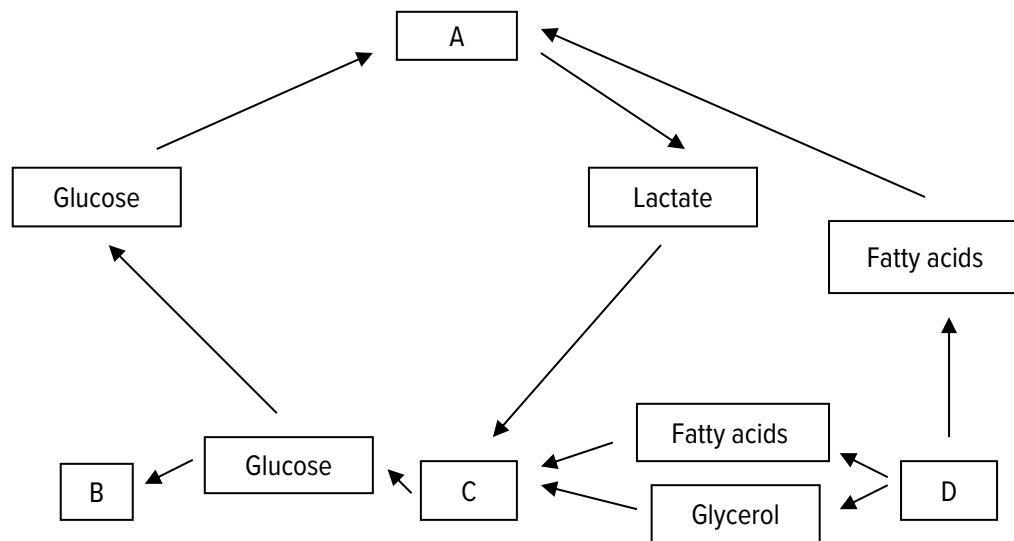 A
Glucose
Lactate
Fatty acids
Fatty acids
Glucose
B
C
D
Glycerol